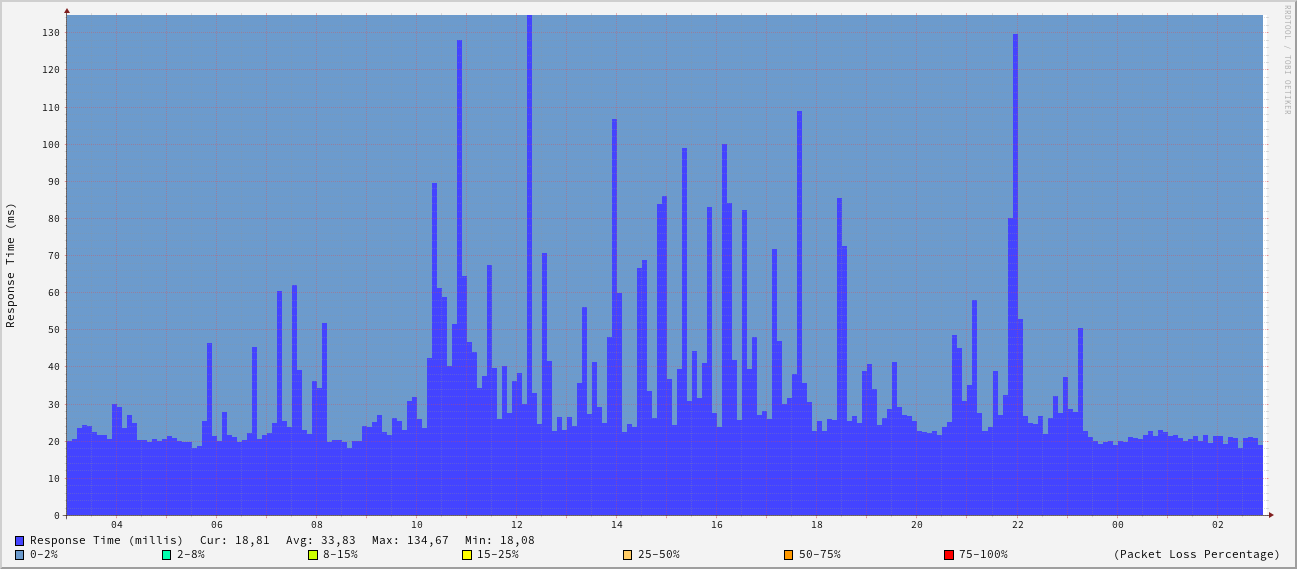 RRDTOOL / TOBI OETIKER
Response Time (ms)
130
120
110
100
90
80
70
60
50
40
30
20
10
0
04 06 08 10 12 14 16 18 20 22 00 02
Response Time (millis) Cur: 18,81 Avg: 33,83 Max: 134,67 Min: 18,08
0-2% 2-8% 8-15% 15-25% 25-50% 50-75% 75-100% (Packet Loss Percentage)